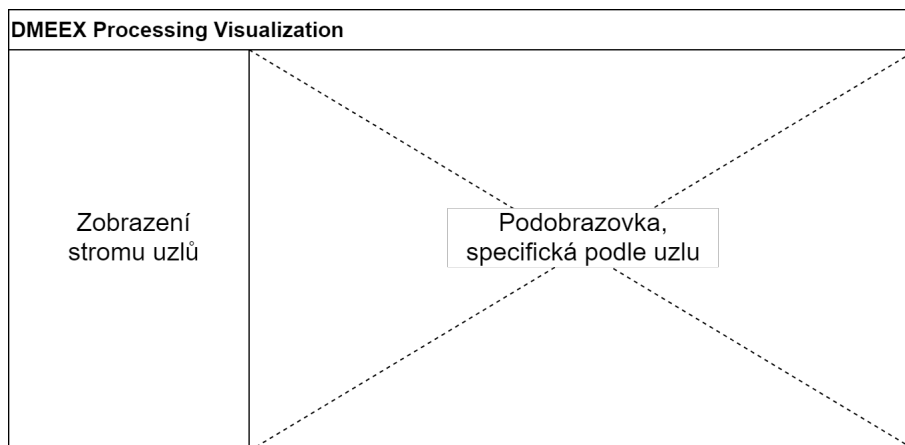 DMEEX Processing Visualization
Zobrazení
stromu uzlů
Podobrazovka,
specifická podle uzlu